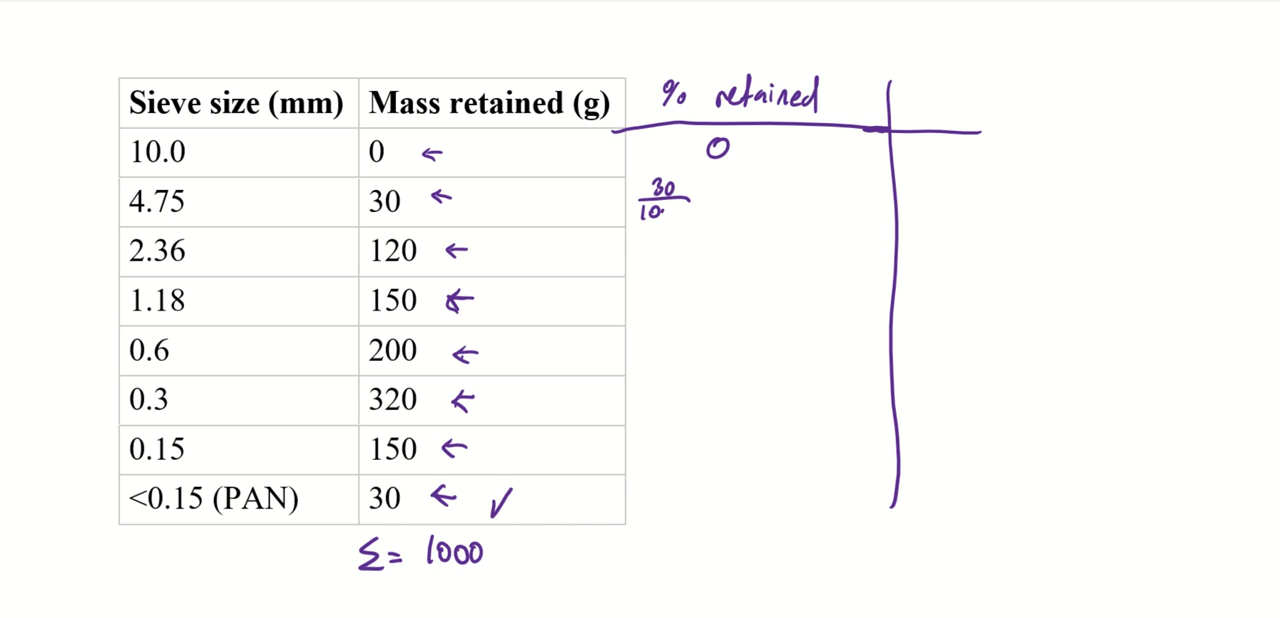 Sieve size (mm) Mass retained (g) % retained
10.0 0 ← 0
4.75 30 ← 30/10
2.36 120 ←
1.18 150 ←
0.6 200 ←
0.3 320 ←
0.15 150 ←
<0.15 (PAN) 30 ← ✓
Σ= 1000